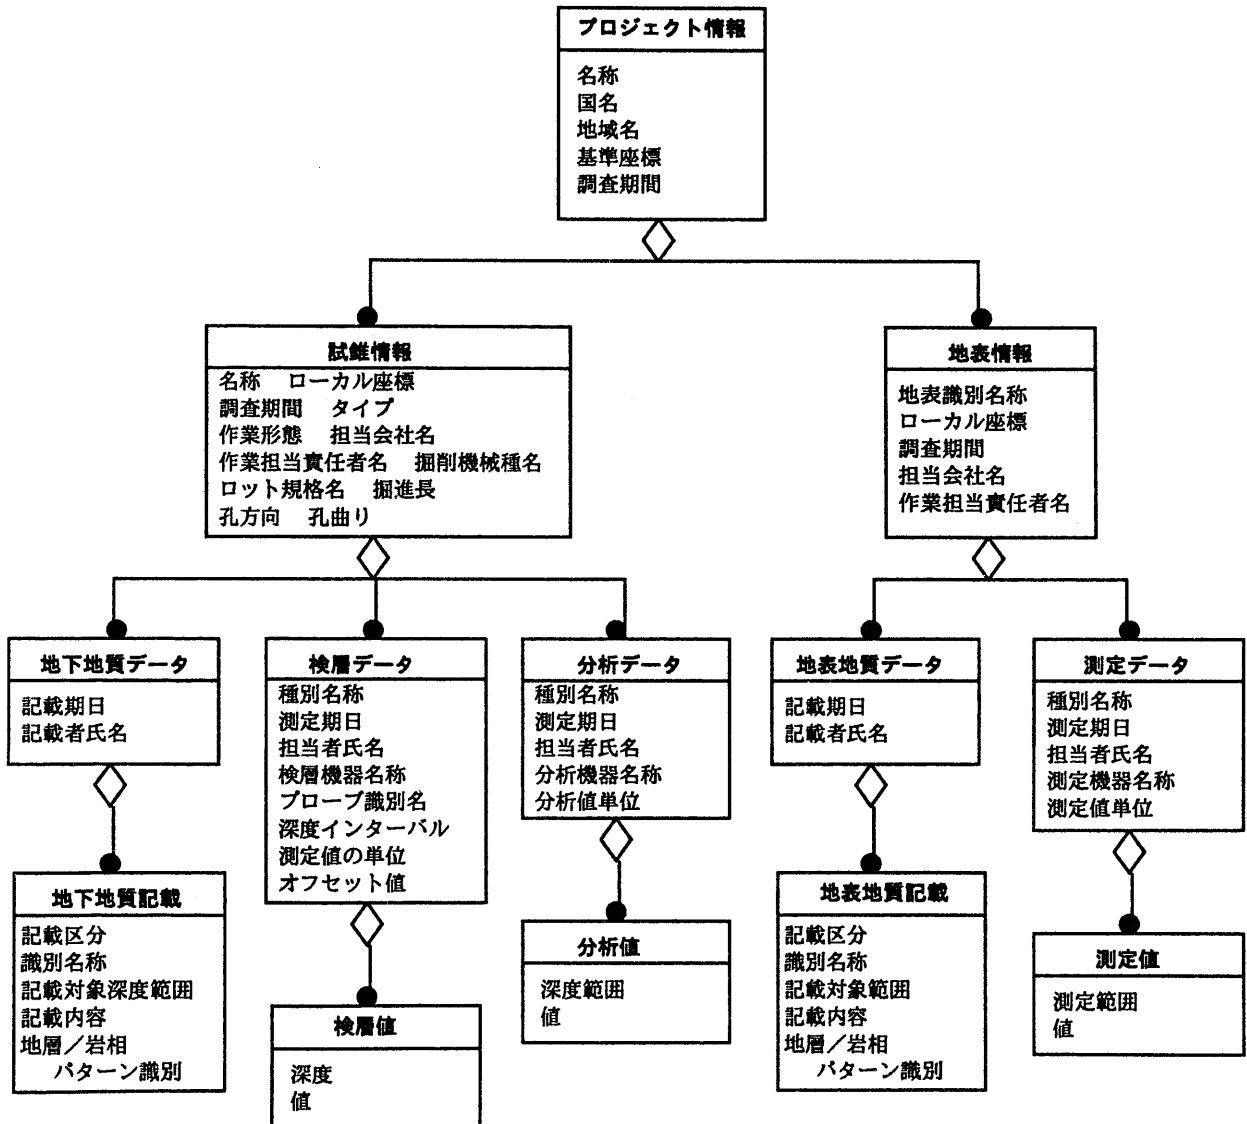 プロジェクト情報
名称
国名
地域名
基準座標
調査期間
試錐情報
名称 ローカル座標
調査期間 タイプ
作業形態 担当会社名
作業担当責任者名 掘削機械種名
ロット規格名 掘進長
孔方向 孔曲り
地表情報
地表識別名称
ローカル座標
調査期間
担当会社名
作業担当責任者名
地下地質データ
記載期日
記載者氏名
検層データ
種別名称
測定期日
担当者氏名
検層機器名称
プローブ識別名
深度インターバル
測定値の単位
オフセット値
分析データ
種別名称
測定期日
担当者氏名
分析機器名称
分析値単位
地表地質データ
記載期日
記載者氏名
測定データ
種別名称
測定期日
担当者氏名
測定機器名称
測定値単位
地下地質記載
記載区分
識別名称
記載対象深度範囲
記載内容
地層／岩相
パターン識別
検層値
深度
値
分析値
深度範囲
値
地表地質記載
記載区分
識別名称
記載対象範囲
記載内容
地層／岩相
パターン識別
測定値
測定範囲
値